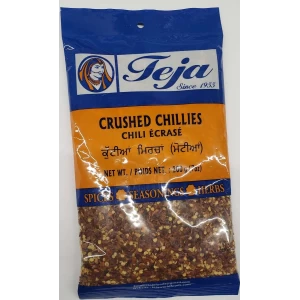 Teja
Since 1933
CRUSHED CHILLIES
CHILI ÉCRASÉ
ਕੁੱਟੀਆ ਮਿਰਚਾਂ (ਮੋਟੀਆ)
NET WT. / POIDS NET
SPICES SEASONINGS HERBS